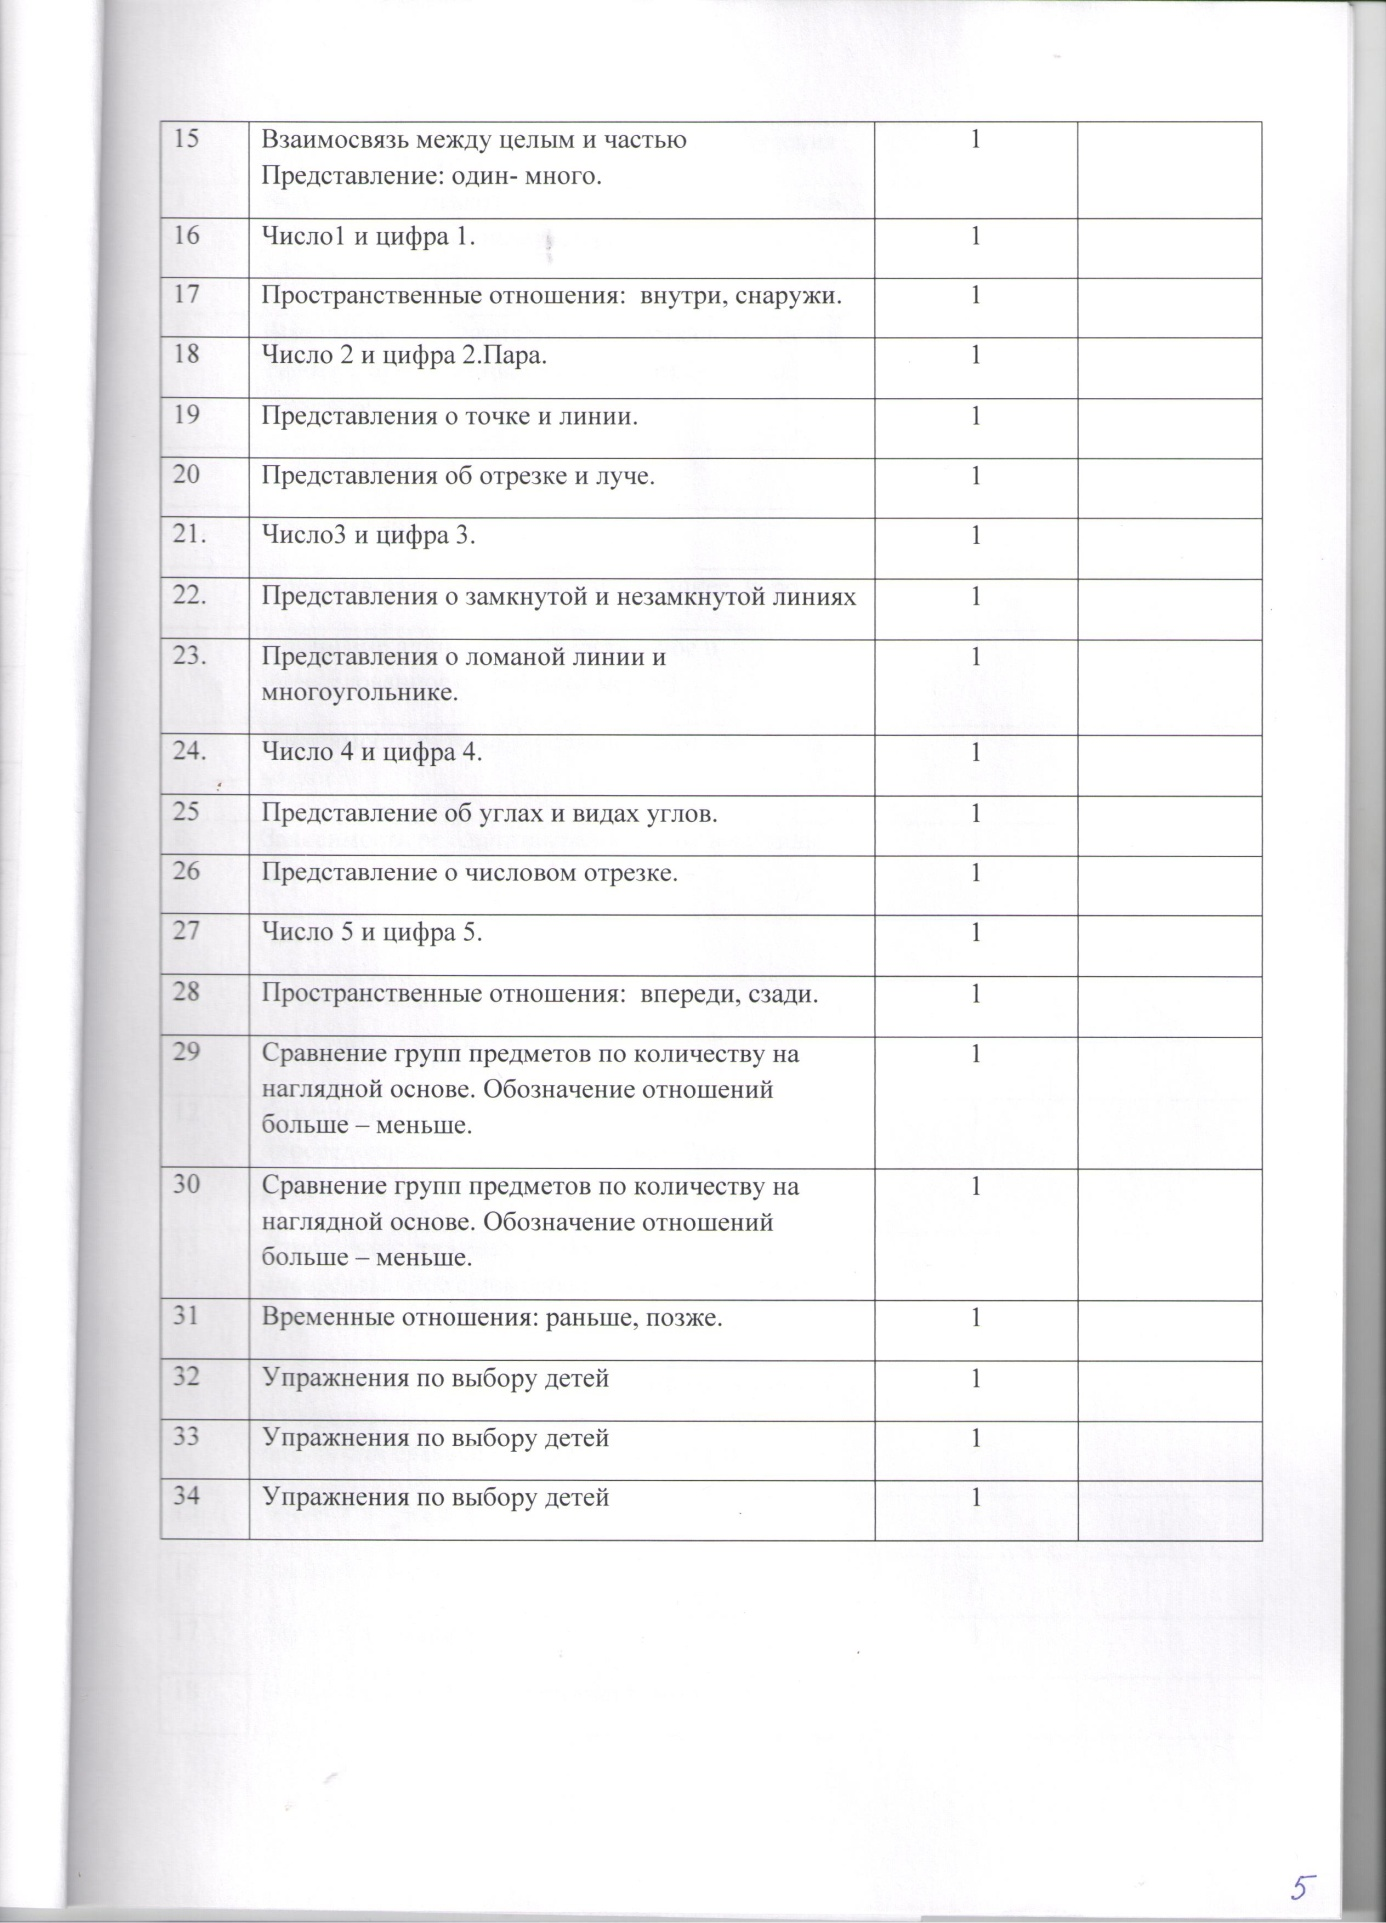 15 Взаимосвязь между целым и частью 1
Представление: один- много.
16 Число1 и цифра 1. 1
17 Пространственные отношения:  внутри, снаружи. 1
18 Число 2 и цифра 2.Пара. 1
19 Представления о точке и линии. 1
20 Представления об отрезке и луче. 1
21. Число3 и цифра 3. 1
22. Представления о замкнутой и незамкнутой линиях 1
23. Представления о ломаной линии и 1
многоугольнике.
24. Число 4 и цифра 4. 1
25 Представление об углах и видах углов. 1
26 Представление о числовом отрезке. 1
27 Число 5 и цифра 5. 1
28 Пространственные отношения:  впереди, сзади. 1
29 Сравнение групп предметов по количеству на 1
наглядной основе. Обозначение отношений
больше – меньше.
30 Сравнение групп предметов по количеству на 1
наглядной основе. Обозначение отношений
больше – меньше.
31 Временные отношения: раньше, позже. 1
32 Упражнения по выбору детей 1
33 Упражнения по выбору детей 1
34 Упражнения по выбору детей 1
5